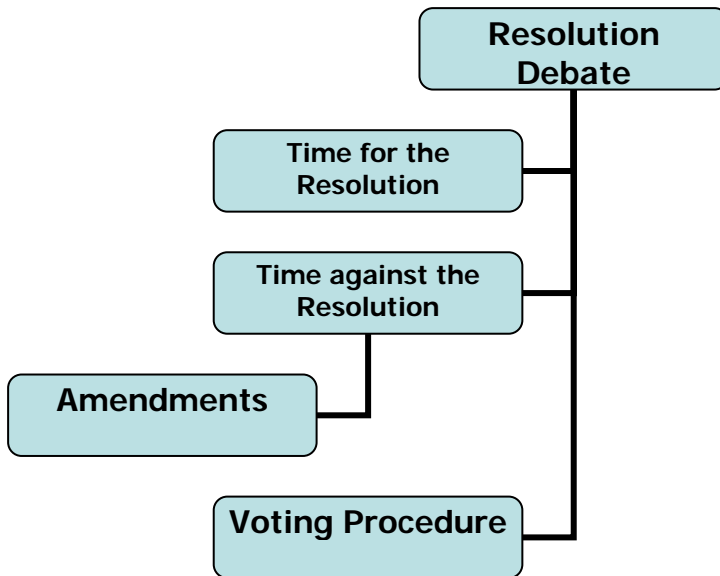 Resolution
Debate
Time for the
Resolution
Time against the
Resolution
Amendments
Voting Procedure